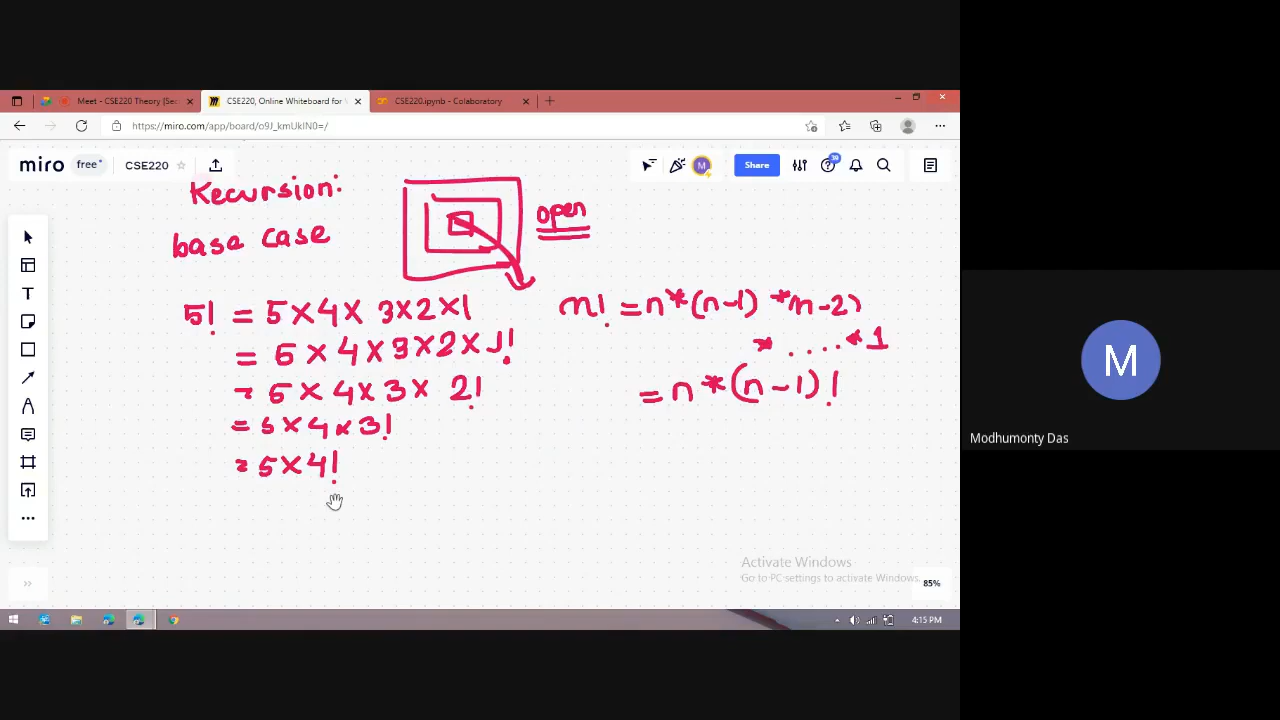 Meet - CSE220 Theory (Sec
CSE220, Online Whiteboard for
CSE220.ipynb - Colaboratory
https://miro.com/app/board/o9J_kmUkIN0=/
miro free CSE220
M
39
Share
Recursion:
open
base case
5! = 5×4×3×2×1
n! = n*(n-1) *n-2)
= 5×4×3×2×1!
* .... * 1
= 5×4×3× 2!
= n*(n-1)!
= 5×4×3!
= 5×4!
M
Modhumonty Das
Activate Windows
Go to PC settings to activate Windows.
85%
4:15 PM